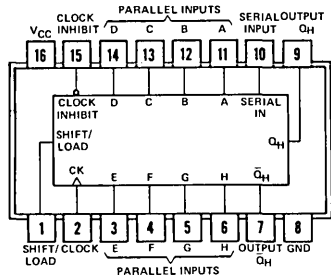 PARALLEL INPUTS
CLOCK SERIAL OUTPUT
VCC INHIBIT D C B A INPUT QH
16 15 14 13 12 11 10 9
CLOCK INHIBIT D C B A SERIAL IN
SHIFT/
LOAD
QH
CK E F G H Q̅H
1 2 3 4 5 6 7 8
SHIFT/ CLOCK E F G H OUTPUT GND
LOAD Q̅H
PARALLEL INPUTS